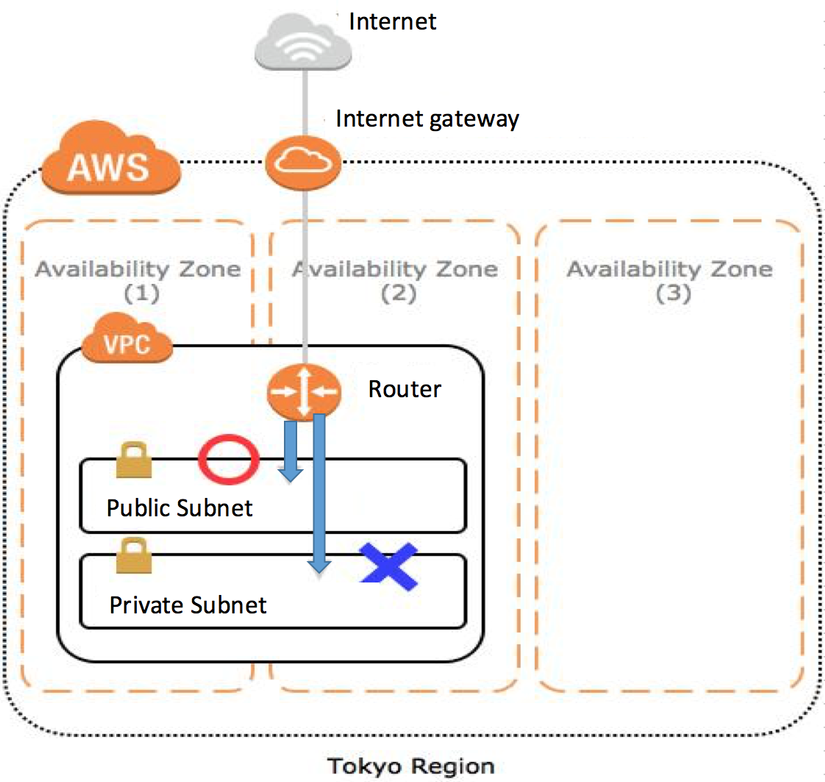 Internet
Internet gateway
AWS
Availability Zone
(1)
Availability Zone
(2)
Availability Zone
(3)
VPC
Router
Public Subnet
Private Subnet
Tokyo Region